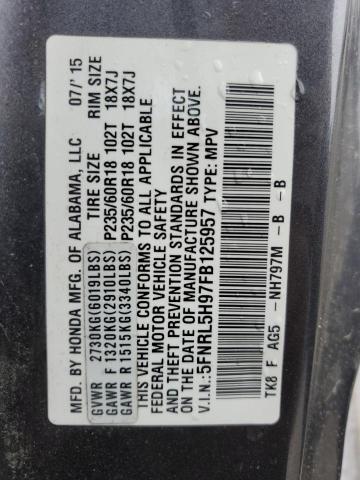 MFD. BY HONDA MFG. OF ALABAMA, LLC 07/'15
TIRE SIZE RIM SIZE
GVWR 2730KG(6019LBS)
GAWR F 1320KG(2910LBS) P235/60R18 102T 18X7J
GAWR R 1515KG(3340LBS) P235/60R18 102T 18X7J
THIS VEHICLE CONFORMS TO ALL APPLICABLE
FEDERAL MOTOR VEHICLE SAFETY
AND THEFT PREVENTION STANDARDS IN EFFECT ON THE
DATE OF MANUFACTURE SHOWN ABOVE.
V.I.N.:5FNRL5H97FB125957 TYPE: MPV
TK8 F AG5 -NH797M -B -B